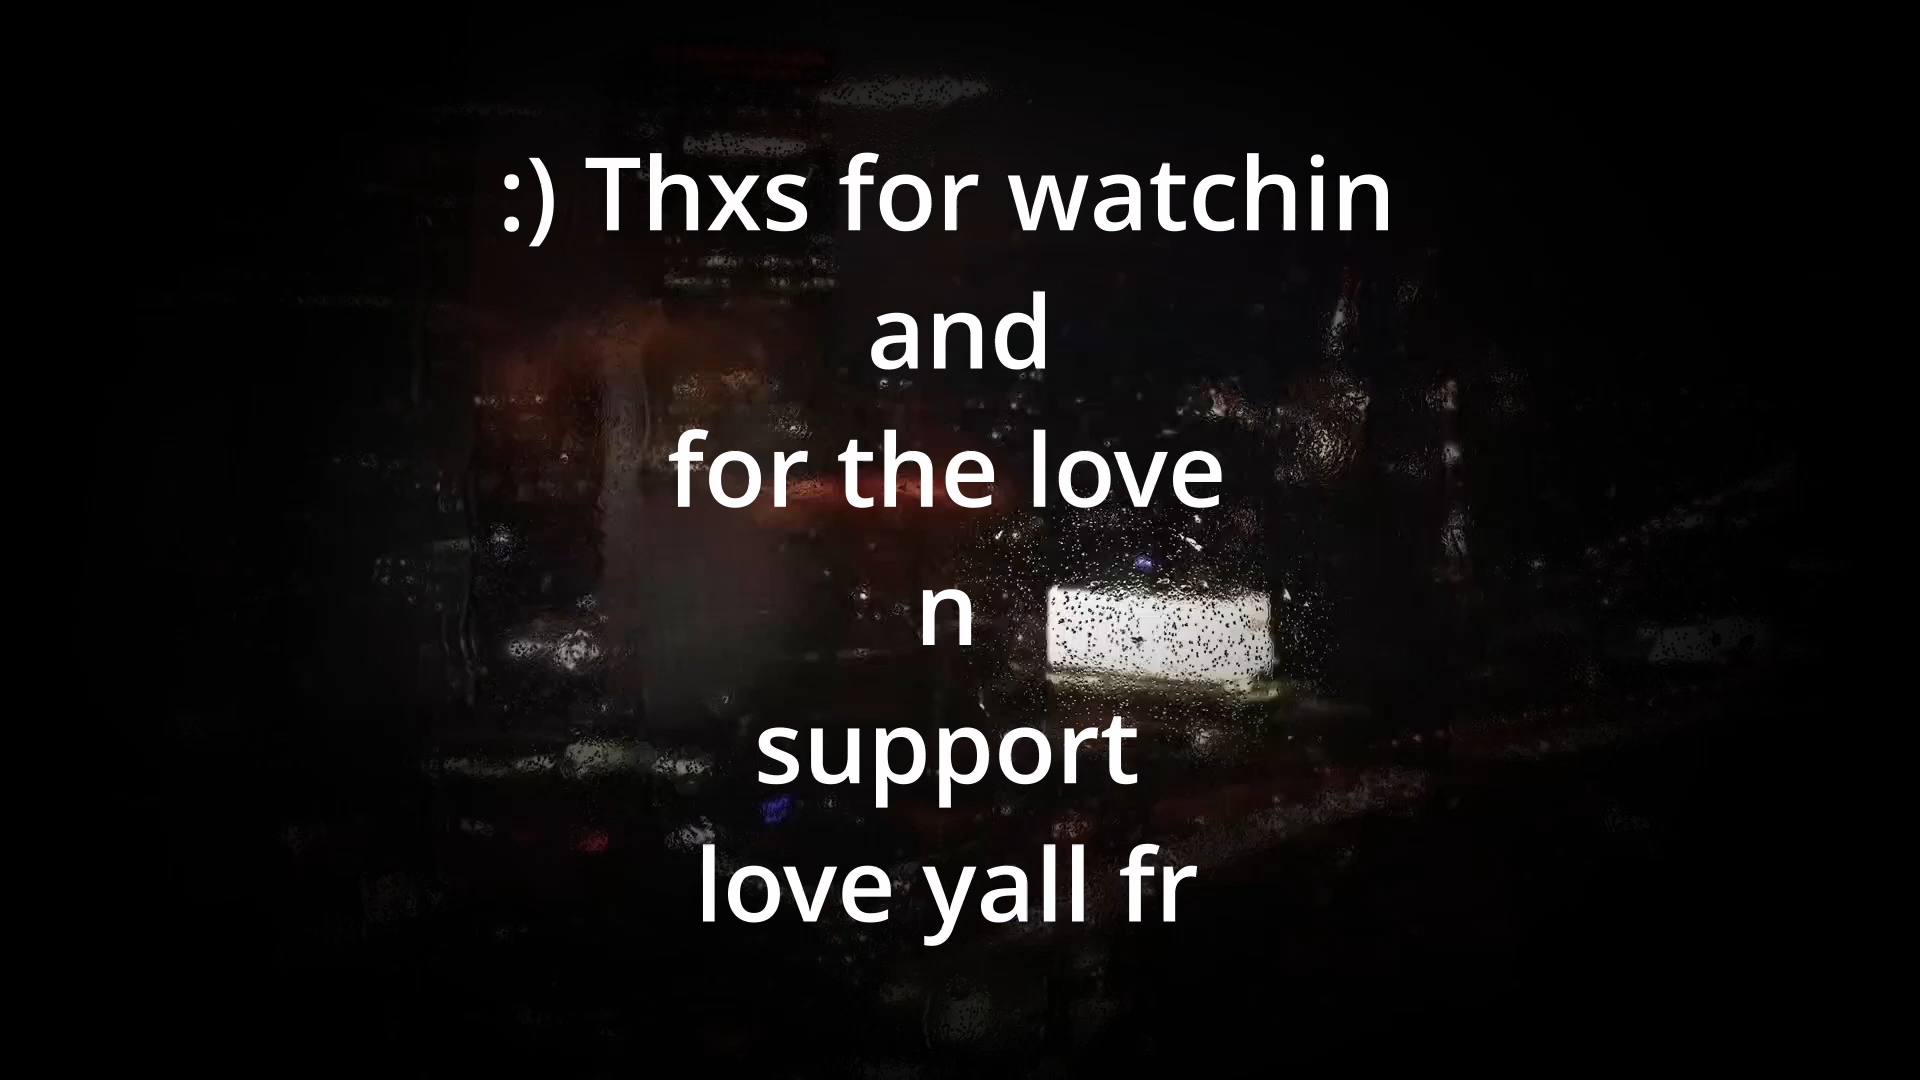 :) Thxs for watchin
and
for the love
n
support
love yall fr